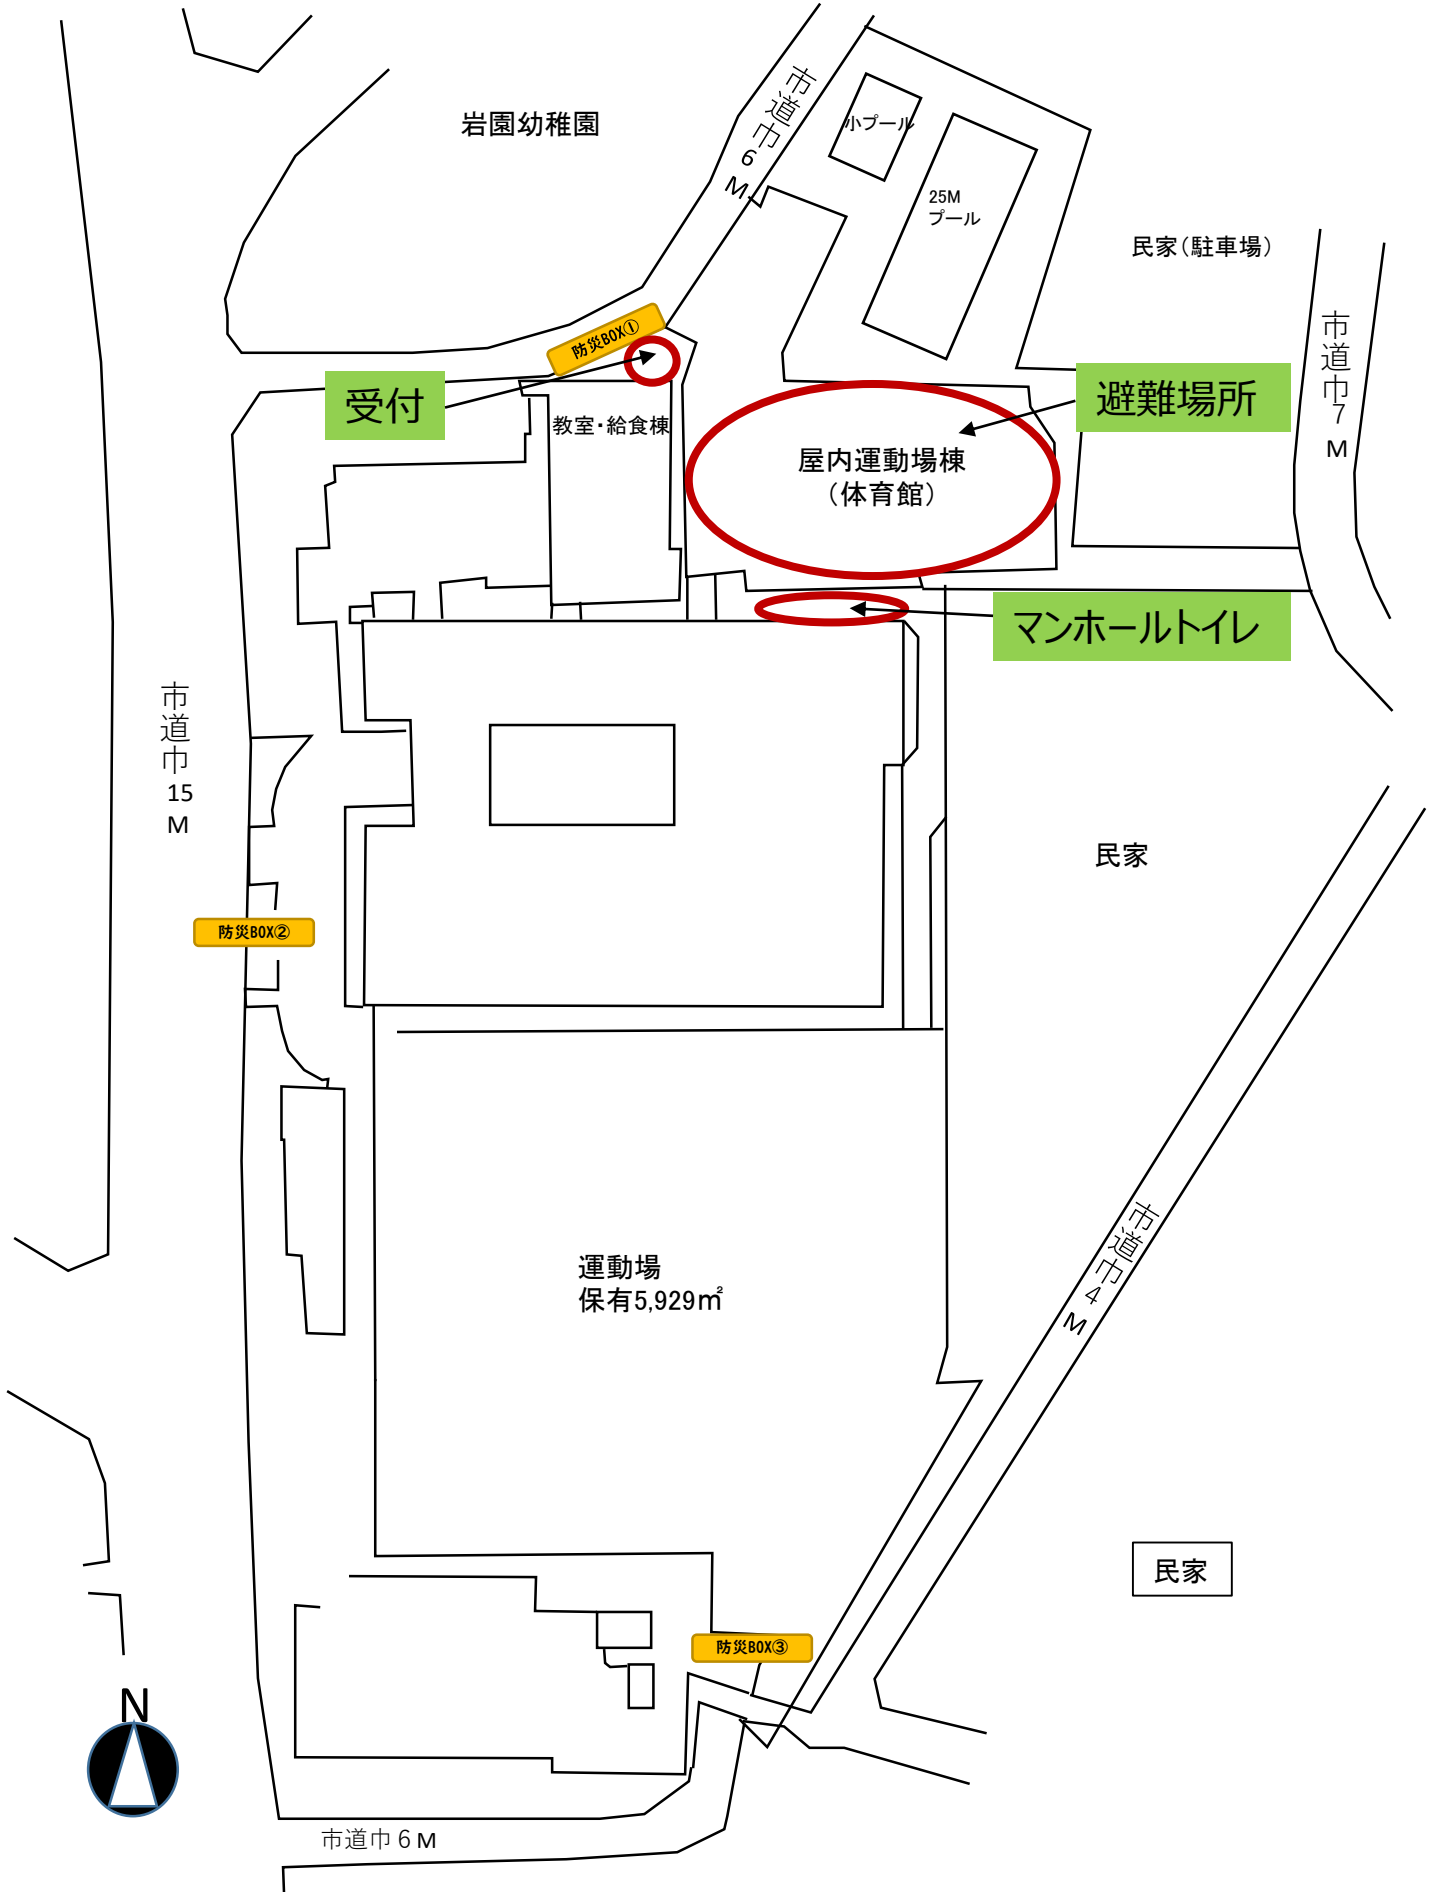 岩園幼稚園
市道巾6M
小プール
25M
プール
民家(駐車場)
市道巾7M
防災BOX①
受付
避難場所
教室・給食棟
屋内運動場棟
(体育館)
マンホールトイレ
市道巾15M
民家
防災BOX②
市道巾4M
運動場
保有5,929㎡
民家
防災BOX③
N
市道巾6M